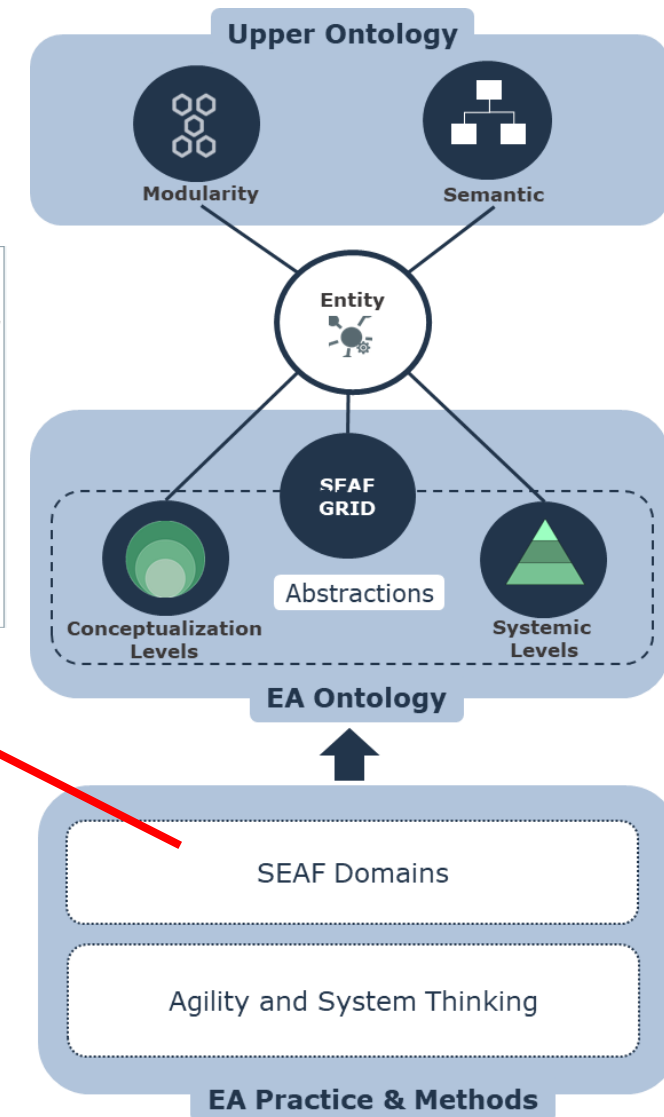 Upper Ontology
Modularity
Semantic
Entity
SEAF
GRID
Abstractions
Conceptualization
Levels
Systemic
Levels
EA Ontology
SEAF Domains
Agility and System Thinking
EA Practice & Methods